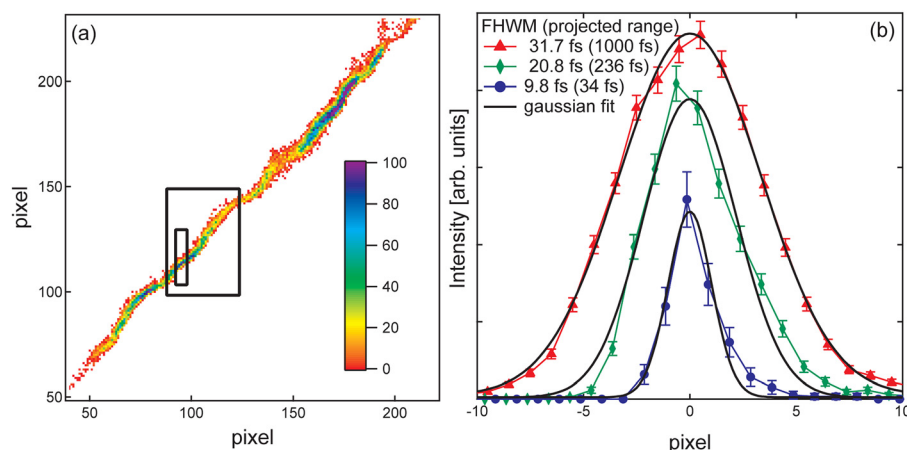 (a)
pixel
200
150
100
50
50
100
150
200
pixel
100
80
60
40
20
0
(b)
FHWM (projected range)
31.7 fs (1000 fs)
20.8 fs (236 fs)
9.8 fs (34 fs)
gaussian fit
Intensity [arb. units]
-10
-5
0
5
10
pixel